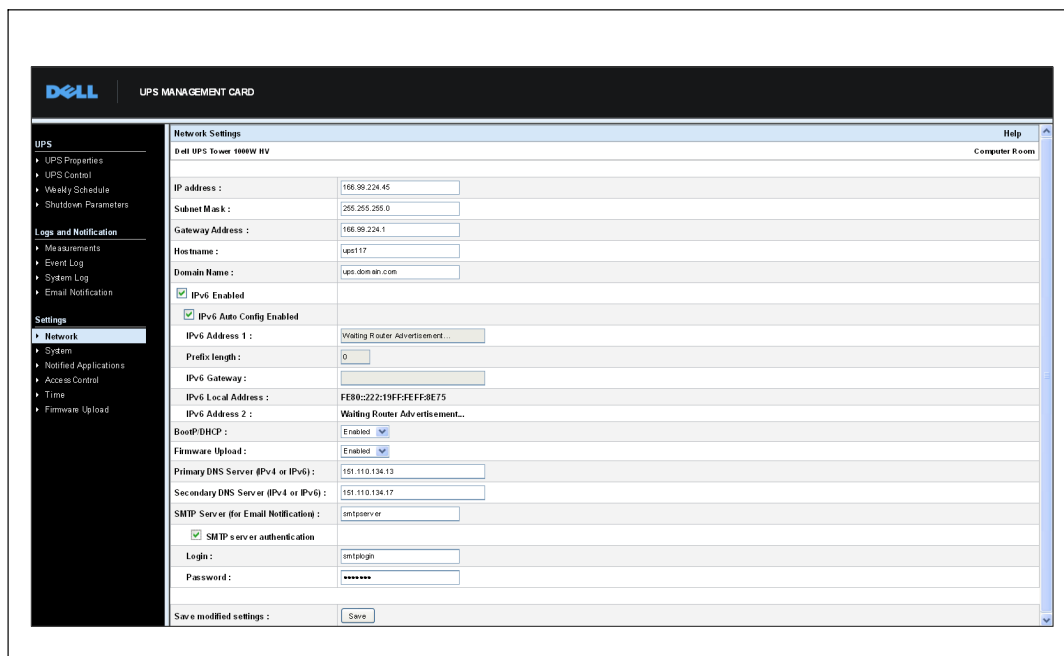 DELL UPS MANAGEMENT CARD
UPS
UPS Properties
UPS Control
Weekly Schedule
Shutdown Parameters
Logs and Notification
Measurements
Event Log
System Log
Email Notification
Settings
Network
System
Notified Applications
Access Control
Time
Firmware Upload
Network Settings Help
Dell UPS Tower 1000W HV Computer Room
IP address : 166.99.224.45
Subnet Mask : 255.255.255.0
Gateway Address : 166.99.224.1
Hostname : ups117
Domain Name : ups.domain.com
IPv6 Enabled
IPv6 Auto Config Enabled
IPv6 Address 1 : Waiting Router Advertisement...
Prefix length : 0
IPv6 Gateway :
IPv6 Local Address : FE80::222:19FF:FEFF:8E75
IPv6 Address 2 : Waiting Router Advertisement...
BootP/DHCP : Enabled
Firmware Upload : Enabled
Primary DNS Server (IPv4 or IPv6) : 151.110.134.13
Secondary DNS Server (IPv4 or IPv6) : 151.110.134.17
SMTP Server (for Email Notification) : smtpserver
SMTP server authentication
Login : smtplogin
Password : •••••••
Save modified settings : Save